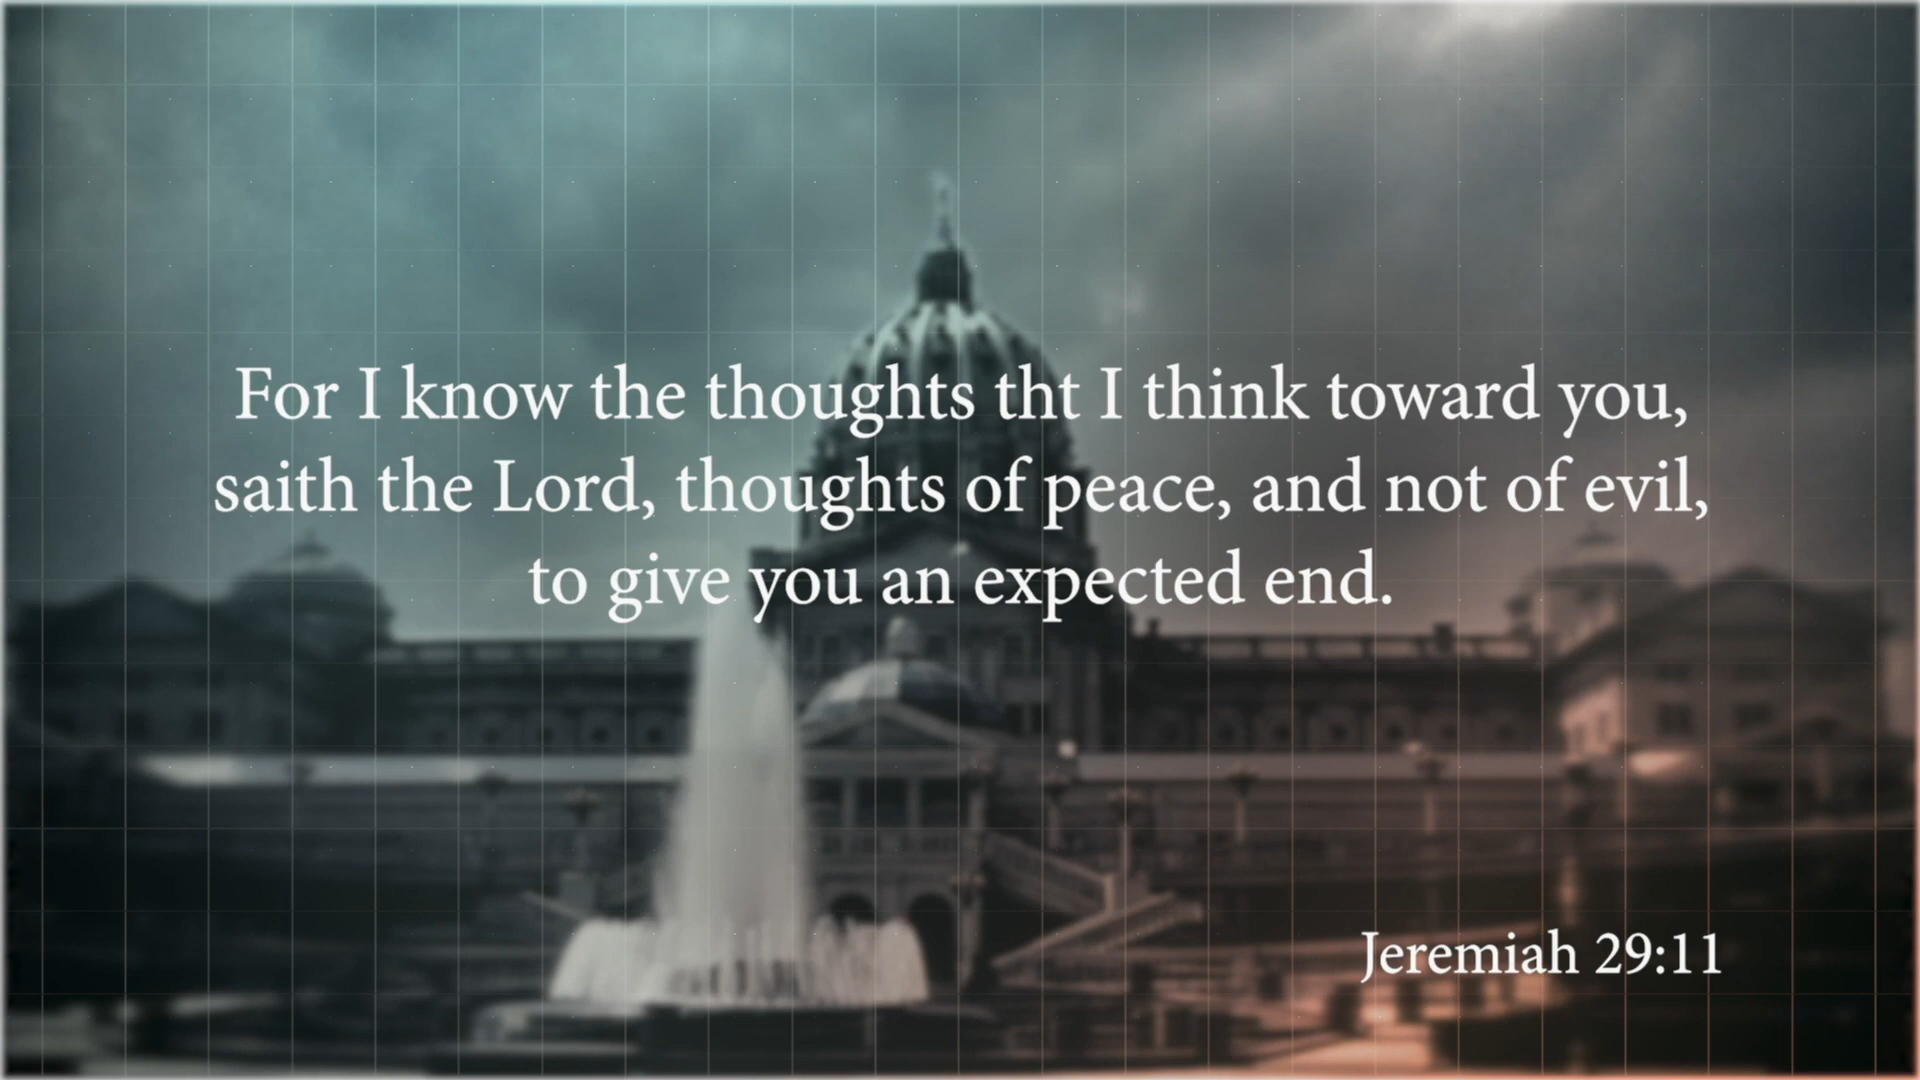 For I know the thoughts tht I think toward you,
saith the Lord, thoughts of peace, and not of evil,
to give you an expected end.
Jeremiah 29:11